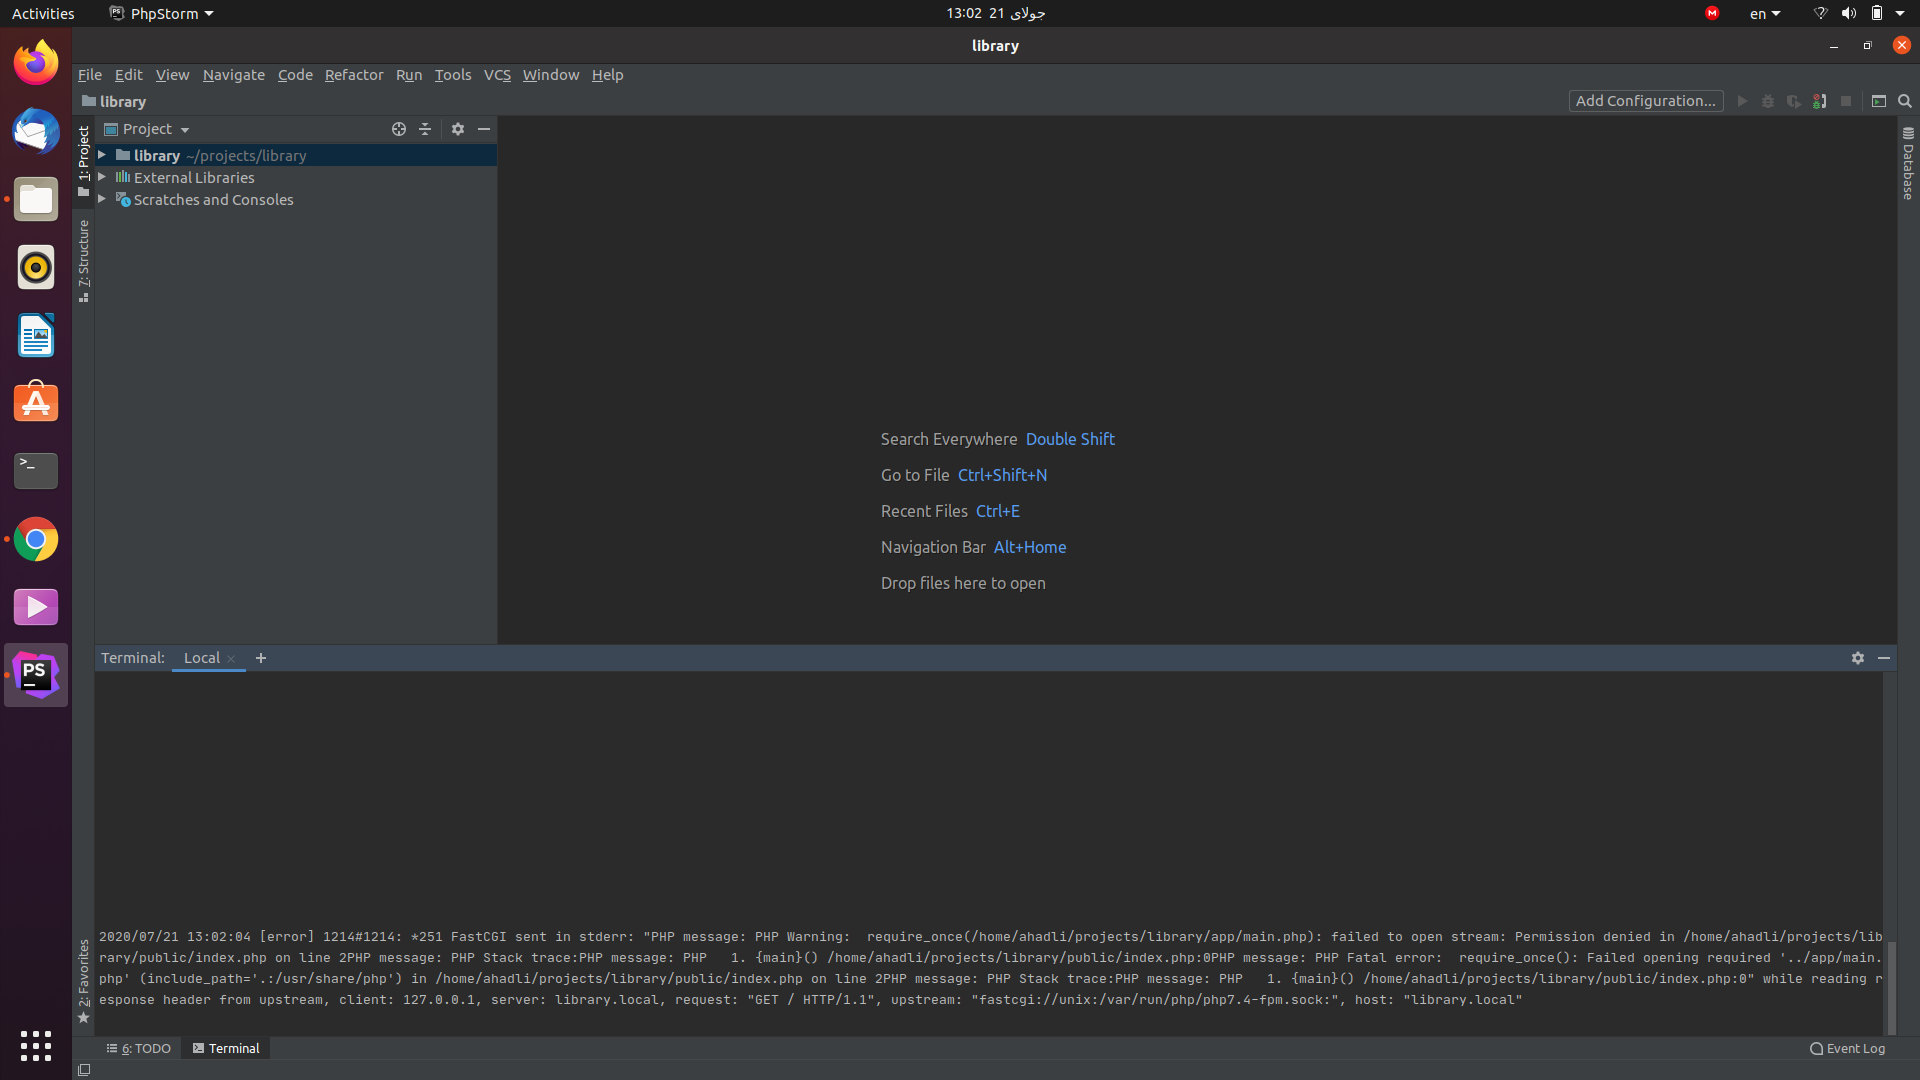 Activities
PhpStorm
13:02 21 جولای
en
library
File Edit View Navigate Code Refactor Run Tools VCS Window Help
library
Add Configuration...
Project
1: Project
library ~/projects/library
External Libraries
Scratches and Consoles
7: Structure
Database
Search Everywhere Double Shift
Go to File Ctrl+Shift+N
Recent Files Ctrl+E
Navigation Bar Alt+Home
Drop files here to open
PS
Terminal: Local
2020/07/21 13:02:04 [error] 1214#1214: *251 FastCGI sent in stderr: "PHP message: PHP Warning:  require_once(/home/ahadli/projects/library/app/main.php): failed to open stream: Permission denied in /home/ahadli/projects/lib
rary/public/index.php on line 2PHP message: PHP Stack trace:PHP message: PHP   1. {main}() /home/ahadli/projects/library/public/index.php:0PHP message: PHP Fatal error:  require_once(): Failed opening required '../app/main.
php' (include_path='.:/usr/share/php') in /home/ahadli/projects/library/public/index.php on line 2PHP message: PHP Stack trace:PHP message: PHP   1. {main}() /home/ahadli/projects/library/public/index.php:0" while reading r
esponse header from upstream, client: 127.0.0.1, server: library.local, request: "GET / HTTP/1.1", upstream: "fastcgi://unix:/var/run/php/php7.4-fpm.sock:", host: "library.local"
2: Favorites
6: TODO
Terminal
Event Log